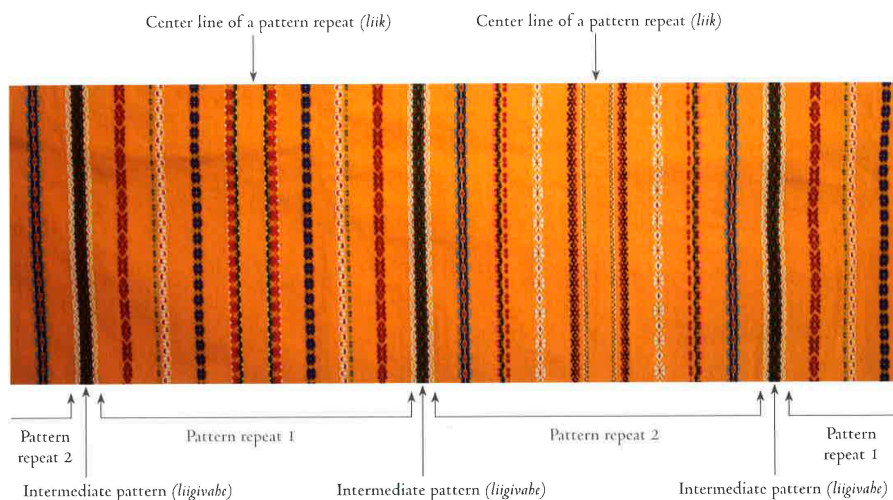 Center line of a pattern repeat (liik)
Center line of a pattern repeat (liik)
Pattern
repeat 2
Pattern repeat 1
Pattern repeat 2
Pattern
repeat 1
Intermediate pattern (liigivahe)
Intermediate pattern (liigivahe)
Intermediate pattern (liigivahe)